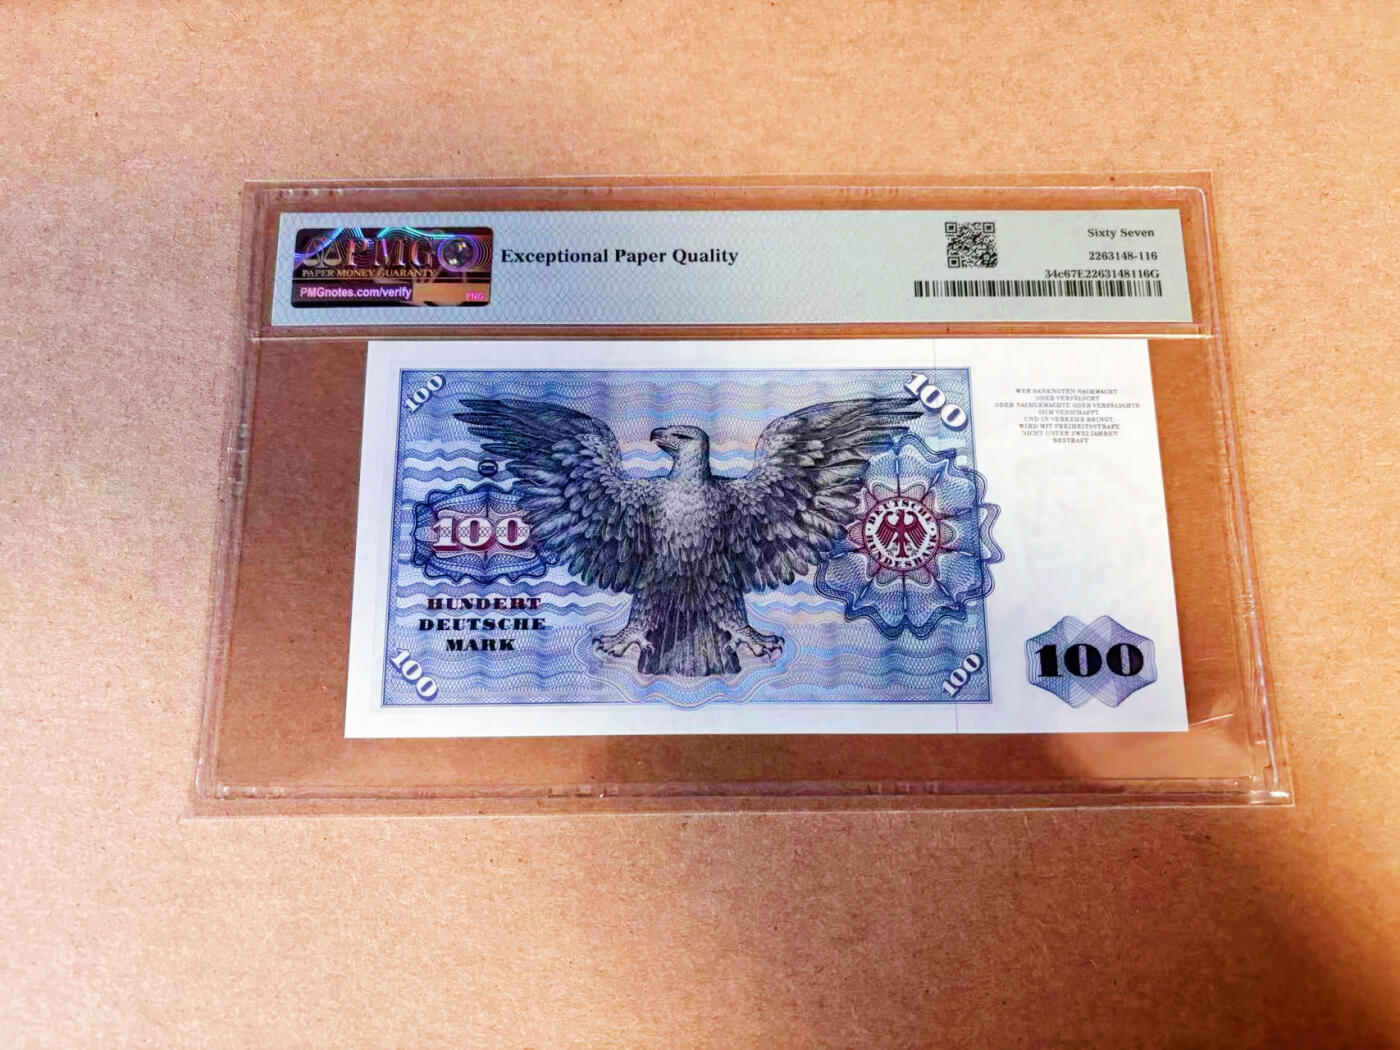 PMG
PAPER MONEY GUARANTY
PMGnotes.com/verify
PNG
Exceptional Paper Quality
Sixty Seven
2263148-116
34c67E2263148116G
100
100
WER BANKNOTEN NACHMACHT
ODER VERFÄLSCHT
ODER NACHGEMACHTE ODER VERFÄLSCHTE
SICH VERSCHAFFT
UND IN VERKEHR BRINGT,
WIRD MIT FREIHEITSSTRAFE
NICHT UNTER ZWEI JAHREN
BESTRAFT
100
DEUTSCHE
BUNDESBANK
HUNDERT
DEUTSCHE
MARK
100
100
100